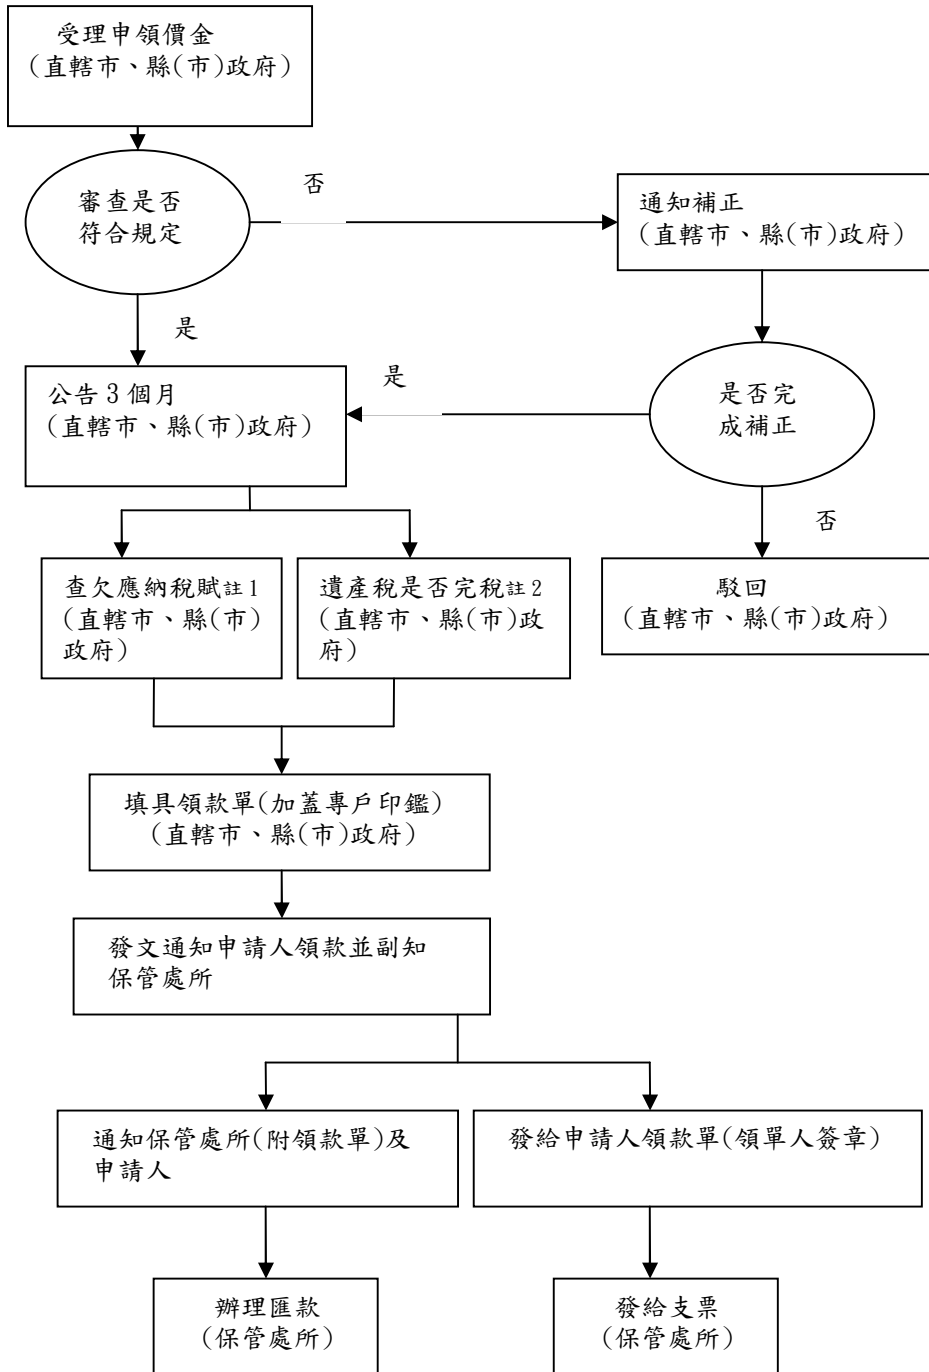 受理申領價金
(直轄市、縣(市)政府)
審查是否
符合規定
否
通知補正
(直轄市、縣(市)政府)
是
公告3個月
(直轄市、縣(市)政府)
是
是否完
成補正
否
查欠應納稅賦註1
(直轄市、縣(市)
政府)
遺產稅是否完稅註2
(直轄市、縣(市)政
府)
駁回
(直轄市、縣(市)政府)
填具領款單(加蓋專戶印鑑)
(直轄市、縣(市)政府)
發文通知申請人領款並副知
保管處所
通知保管處所(附領款單)及
申請人
發給申請人領款單(領單人簽章)
辦理匯款
(保管處所)
發給支票
(保管處所)